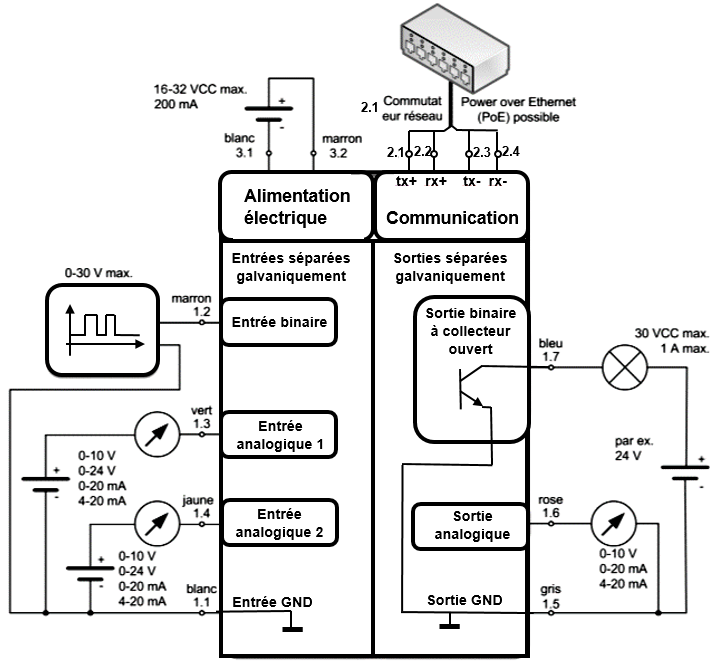 16-32 VCC max.
200 mA
+
-
blanc
3.1
marron
3.2
2.1
Commutat
eur réseau
Power over Ethernet
(PoE) possible
2.1
2.2
2.3
2.4
tx+
rx+
tx-
rx-
Alimentation
électrique
Communication
Entrées séparées
galvaniquement
Sorties séparées
galvaniquement
0-30 V max.
marron
1.2
Entrée binaire
Sortie binaire
à collecteur
ouvert
bleu
1.7
30 VCC max.
1 A max.
vert
1.3
Entrée
analogique 1
+
-
0-10 V
0-24 V
0-20 mA
4-20 mA
par ex.
24 V
+
-
jaune
1.4
Entrée
analogique 2
Sortie
analogique
rose
1.6
+
-
0-10 V
0-24 V
0-20 mA
4-20 mA
0-10 V
0-20 mA
4-20 mA
blanc
1.1
Entrée GND
Sortie GND
gris
1.5